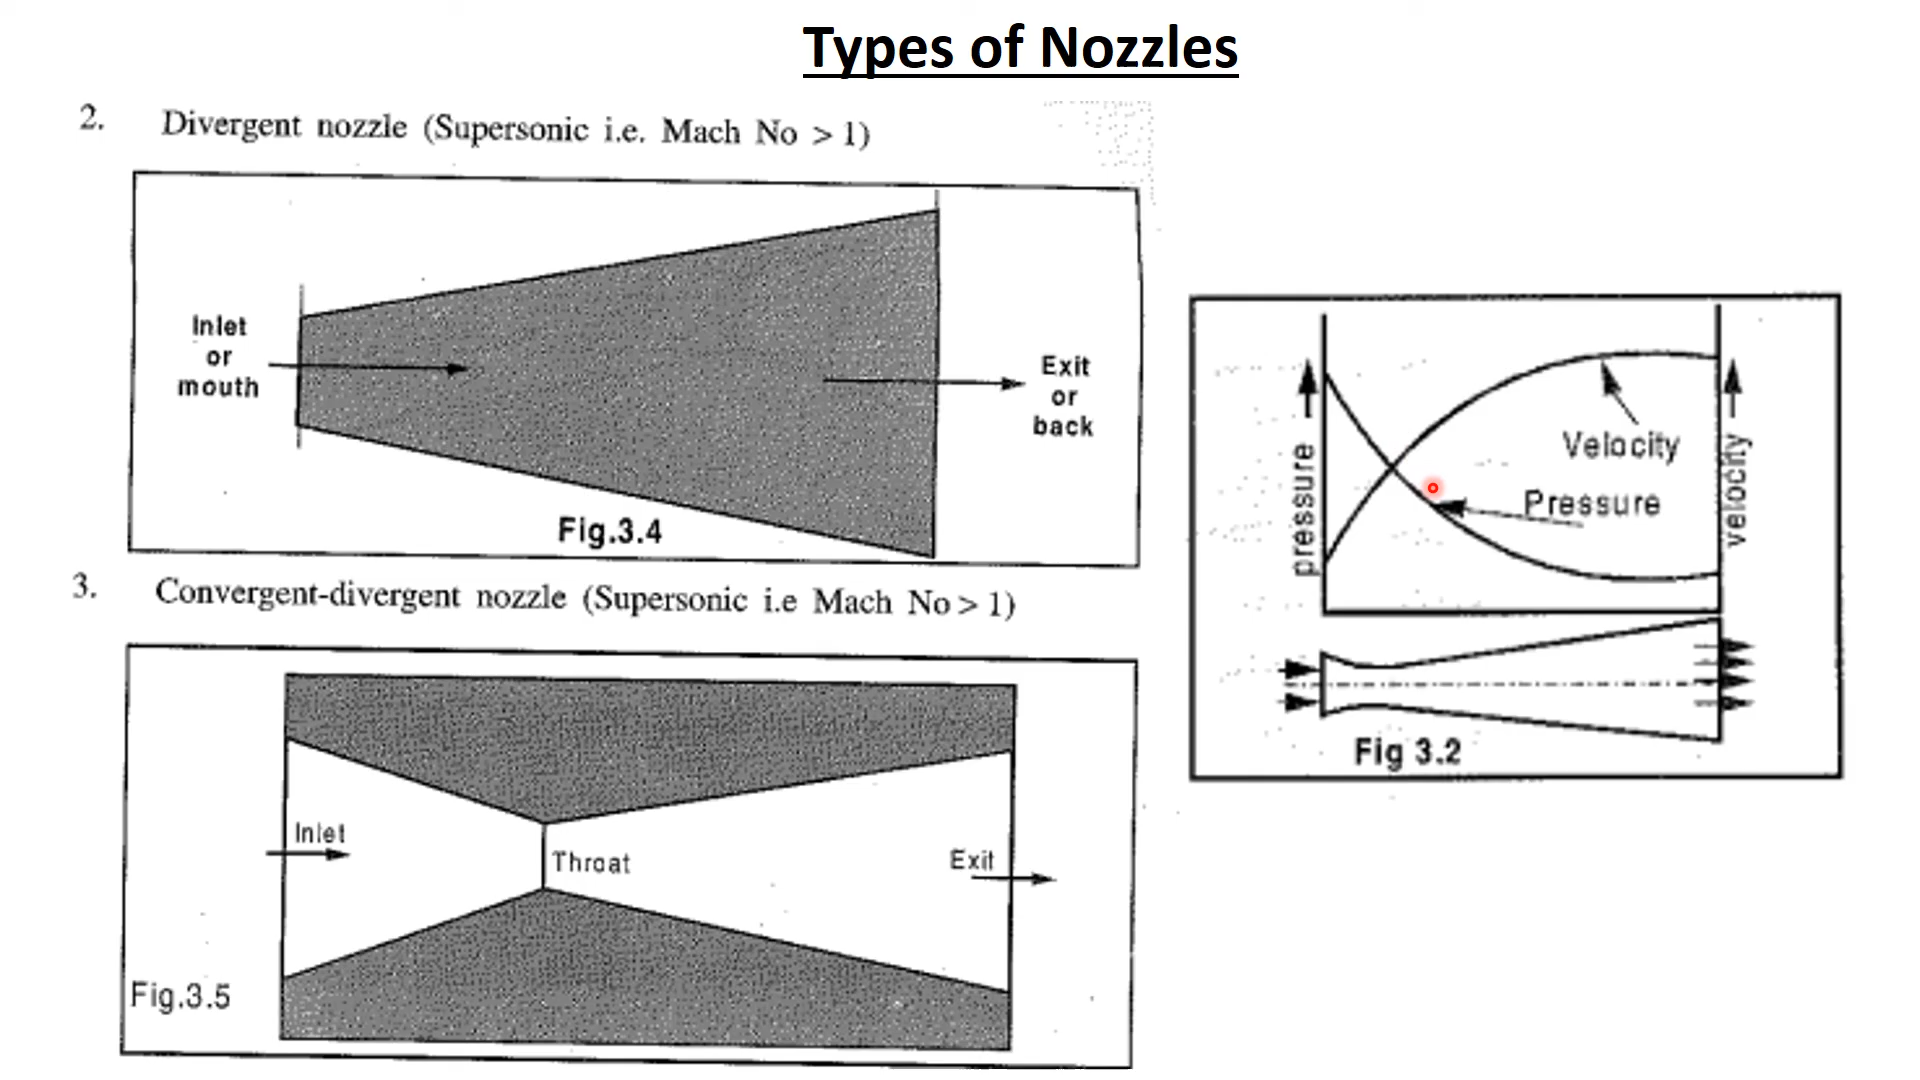 Types of Nozzles
2. Divergent nozzle (Supersonic i.e. Mach No > 1)
Inlet
or
mouth
Exit
or
back
Fig.3.4
3. Convergent-divergent nozzle (Supersonic i.e Mach No > 1)
Inlet
Throat
Exit
Fig.3.5
pressure
Velocity
Pressure
velocity
Fig 3.2